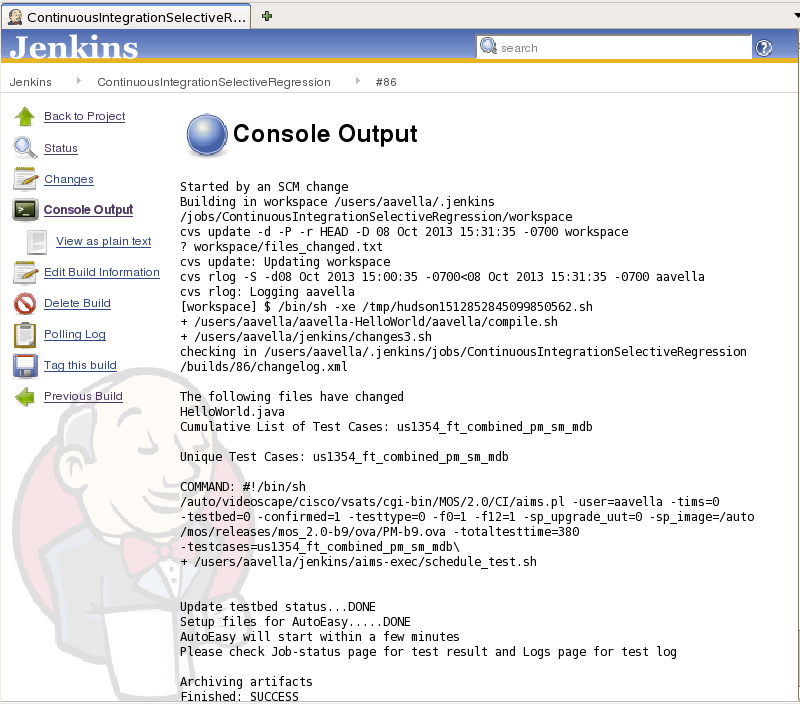 ContinuousIntegrationSelectiveR...
Jenkins
search
?
Jenkins ContinuousIntegrationSelectiveRegression #86
Back to Project
Status
Changes
Console Output
View as plain text
Edit Build Information
Delete Build
Polling Log
Tag this build
Previous Build
Console Output
Started by an SCM change
Building in workspace /users/aavella/.jenkins
/jobs/ContinuousIntegrationSelectiveRegression/workspace
cvs update -d -P -r HEAD -D 08 Oct 2013 15:31:35 -0700 workspace
? workspace/files_changed.txt
cvs update: Updating workspace
cvs rlog -S -d08 Oct 2013 15:00:35 -0700<08 Oct 2013 15:31:35 -0700 aavella
cvs rlog: Logging aavella
[workspace] $ /bin/sh -xe /tmp/hudson1512852845099850562.sh
+ /users/aavella/aavella-HelloWorld/aavella/compile.sh
+ /users/aavella/jenkins/changes3.sh
checking in /users/aavella/.jenkins/jobs/ContinuousIntegrationSelectiveRegression
/builds/86/changelog.xml
The following files have changed
HelloWorld.java
Cumulative List of Test Cases: us1354_ft_combined_pm_sm_mdb
Unique Test Cases: us1354_ft_combined_pm_sm_mdb
COMMAND: #!/bin/sh
/auto/videoscape/cisco/vsats/cgi-bin/MOS/2.0/CI/aims.pl -user=aavella -tims=0
-testbed=0 -confirmed=1 -testtype=0 -f0=1 -f12=1 -sp_upgrade_uut=0 -sp_image=/auto
/mos/releases/mos_2.0-b9/ova/PM-b9.ova -totaltesttime=380
-testcases=us1354_ft_combined_pm_sm_mdb\
+ /users/aavella/jenkins/aims-exec/schedule_test.sh
Update testbed status...DONE
Setup files for AutoEasy.....DONE
AutoEasy will start within a few minutes
Please check Job-status page for test result and Logs page for test log
Archiving artifacts
Finished: SUCCESS